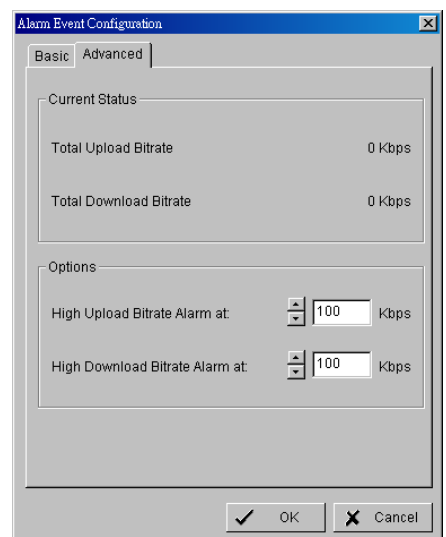 Alarm Event Configuration
Basic Advanced
Current Status
Total Upload Bitrate 0 Kbps
Total Download Bitrate 0 Kbps
Options
High Upload Bitrate Alarm at: 100 Kbps
High Download Bitrate Alarm at: 100 Kbps
OK Cancel